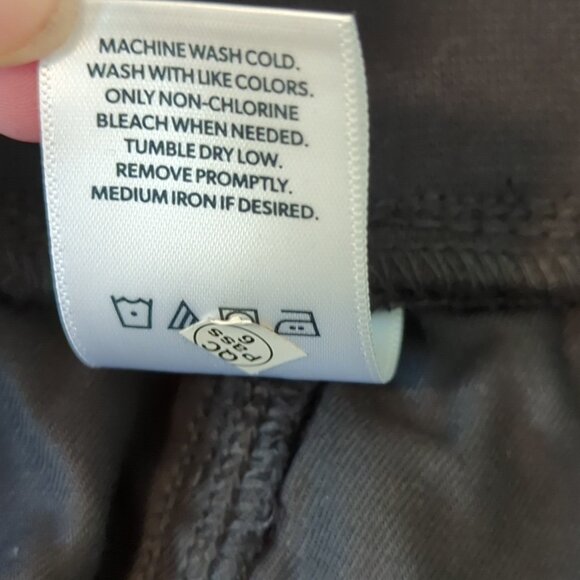 MACHINE WASH COLD.
WASH WITH LIKE COLORS.
ONLY NON-CHLORINE
BLEACH WHEN NEEDED.
TUMBLE DRY LOW.
REMOVE PROMPTLY.
MEDIUM IRON IF DESIRED.
QC
pass
6